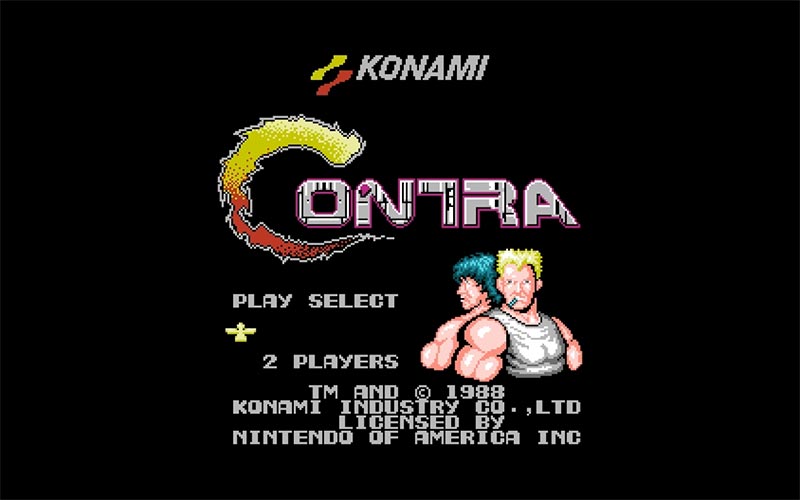 KONAMI
CONTRA
PLAY SELECT
2 PLAYERS
TM AND © 1988
KONAMI INDUSTRY CO.,LTD
LICENSED BY
NINTENDO OF AMERICA INC